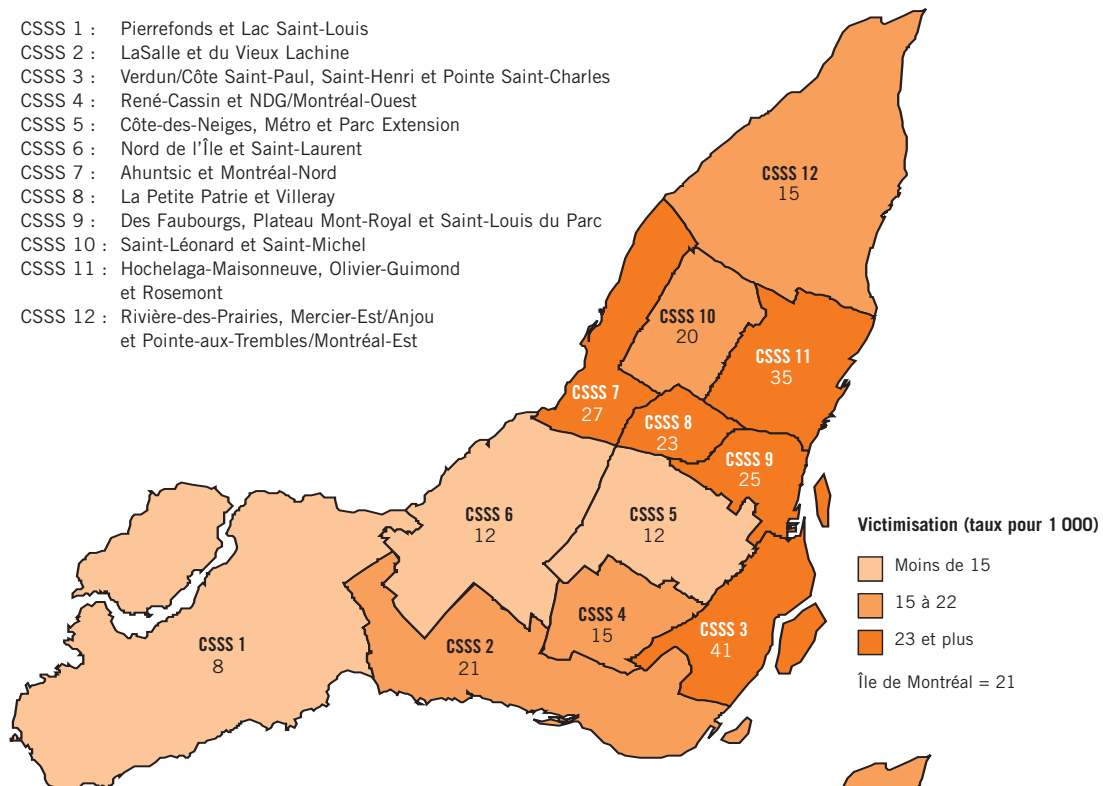 CSSS 1 : Pierrefonds et Lac Saint-Louis
CSSS 2 : LaSalle et du Vieux Lachine
CSSS 3 : Verdun/Côte Saint-Paul, Saint-Henri et Pointe Saint-Charles
CSSS 4 : René-Cassin et NDG/Montréal-Ouest
CSSS 5 : Côte-des-Neiges, Métro et Parc Extension
CSSS 6 : Nord de l'Île et Saint-Laurent
CSSS 7 : Ahuntsic et Montréal-Nord
CSSS 8 : La Petite Patrie et Villeray
CSSS 9 : Des Faubourgs, Plateau Mont-Royal et Saint-Louis du Parc
CSSS 10 : Saint-Léonard et Saint-Michel
CSSS 11 : Hochelaga-Maisonneuve, Olivier-Guimond
et Rosemont
CSSS 12 : Rivière-des-Prairies, Mercier-Est/Anjou
et Pointe-aux-Trembles/Montréal-Est
CSSS 12
15
CSSS 10
20
CSSS 11
35
CSSS 7
27
CSSS 8
23
CSSS 9
25
CSSS 6
12
CSSS 5
12
CSSS 4
15
CSSS 3
41
CSSS 1
8
CSSS 2
21
Victimisation (taux pour 1 000)
Moins de 15
15 à 22
23 et plus
Île de Montréal = 21